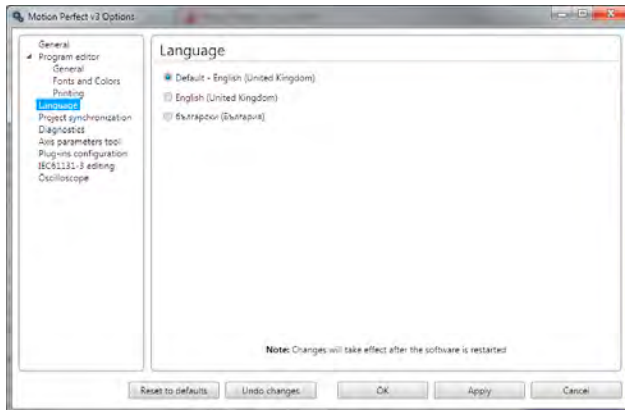 Motion Perfect v3 Options
General
Program editor
General
Fonts and Colors
Printing
Language
Project synchronization
Diagnostics
Axis parameters tool
Plug-ins configuration
IEC61131-3 editing
Oscilloscope
Language
Default - English (United Kingdom)
English (United Kingdom)
български (България)
Note: Changes will take effect after the software is restarted
Reset to defaults
Undo changes
OK
Apply
Cancel